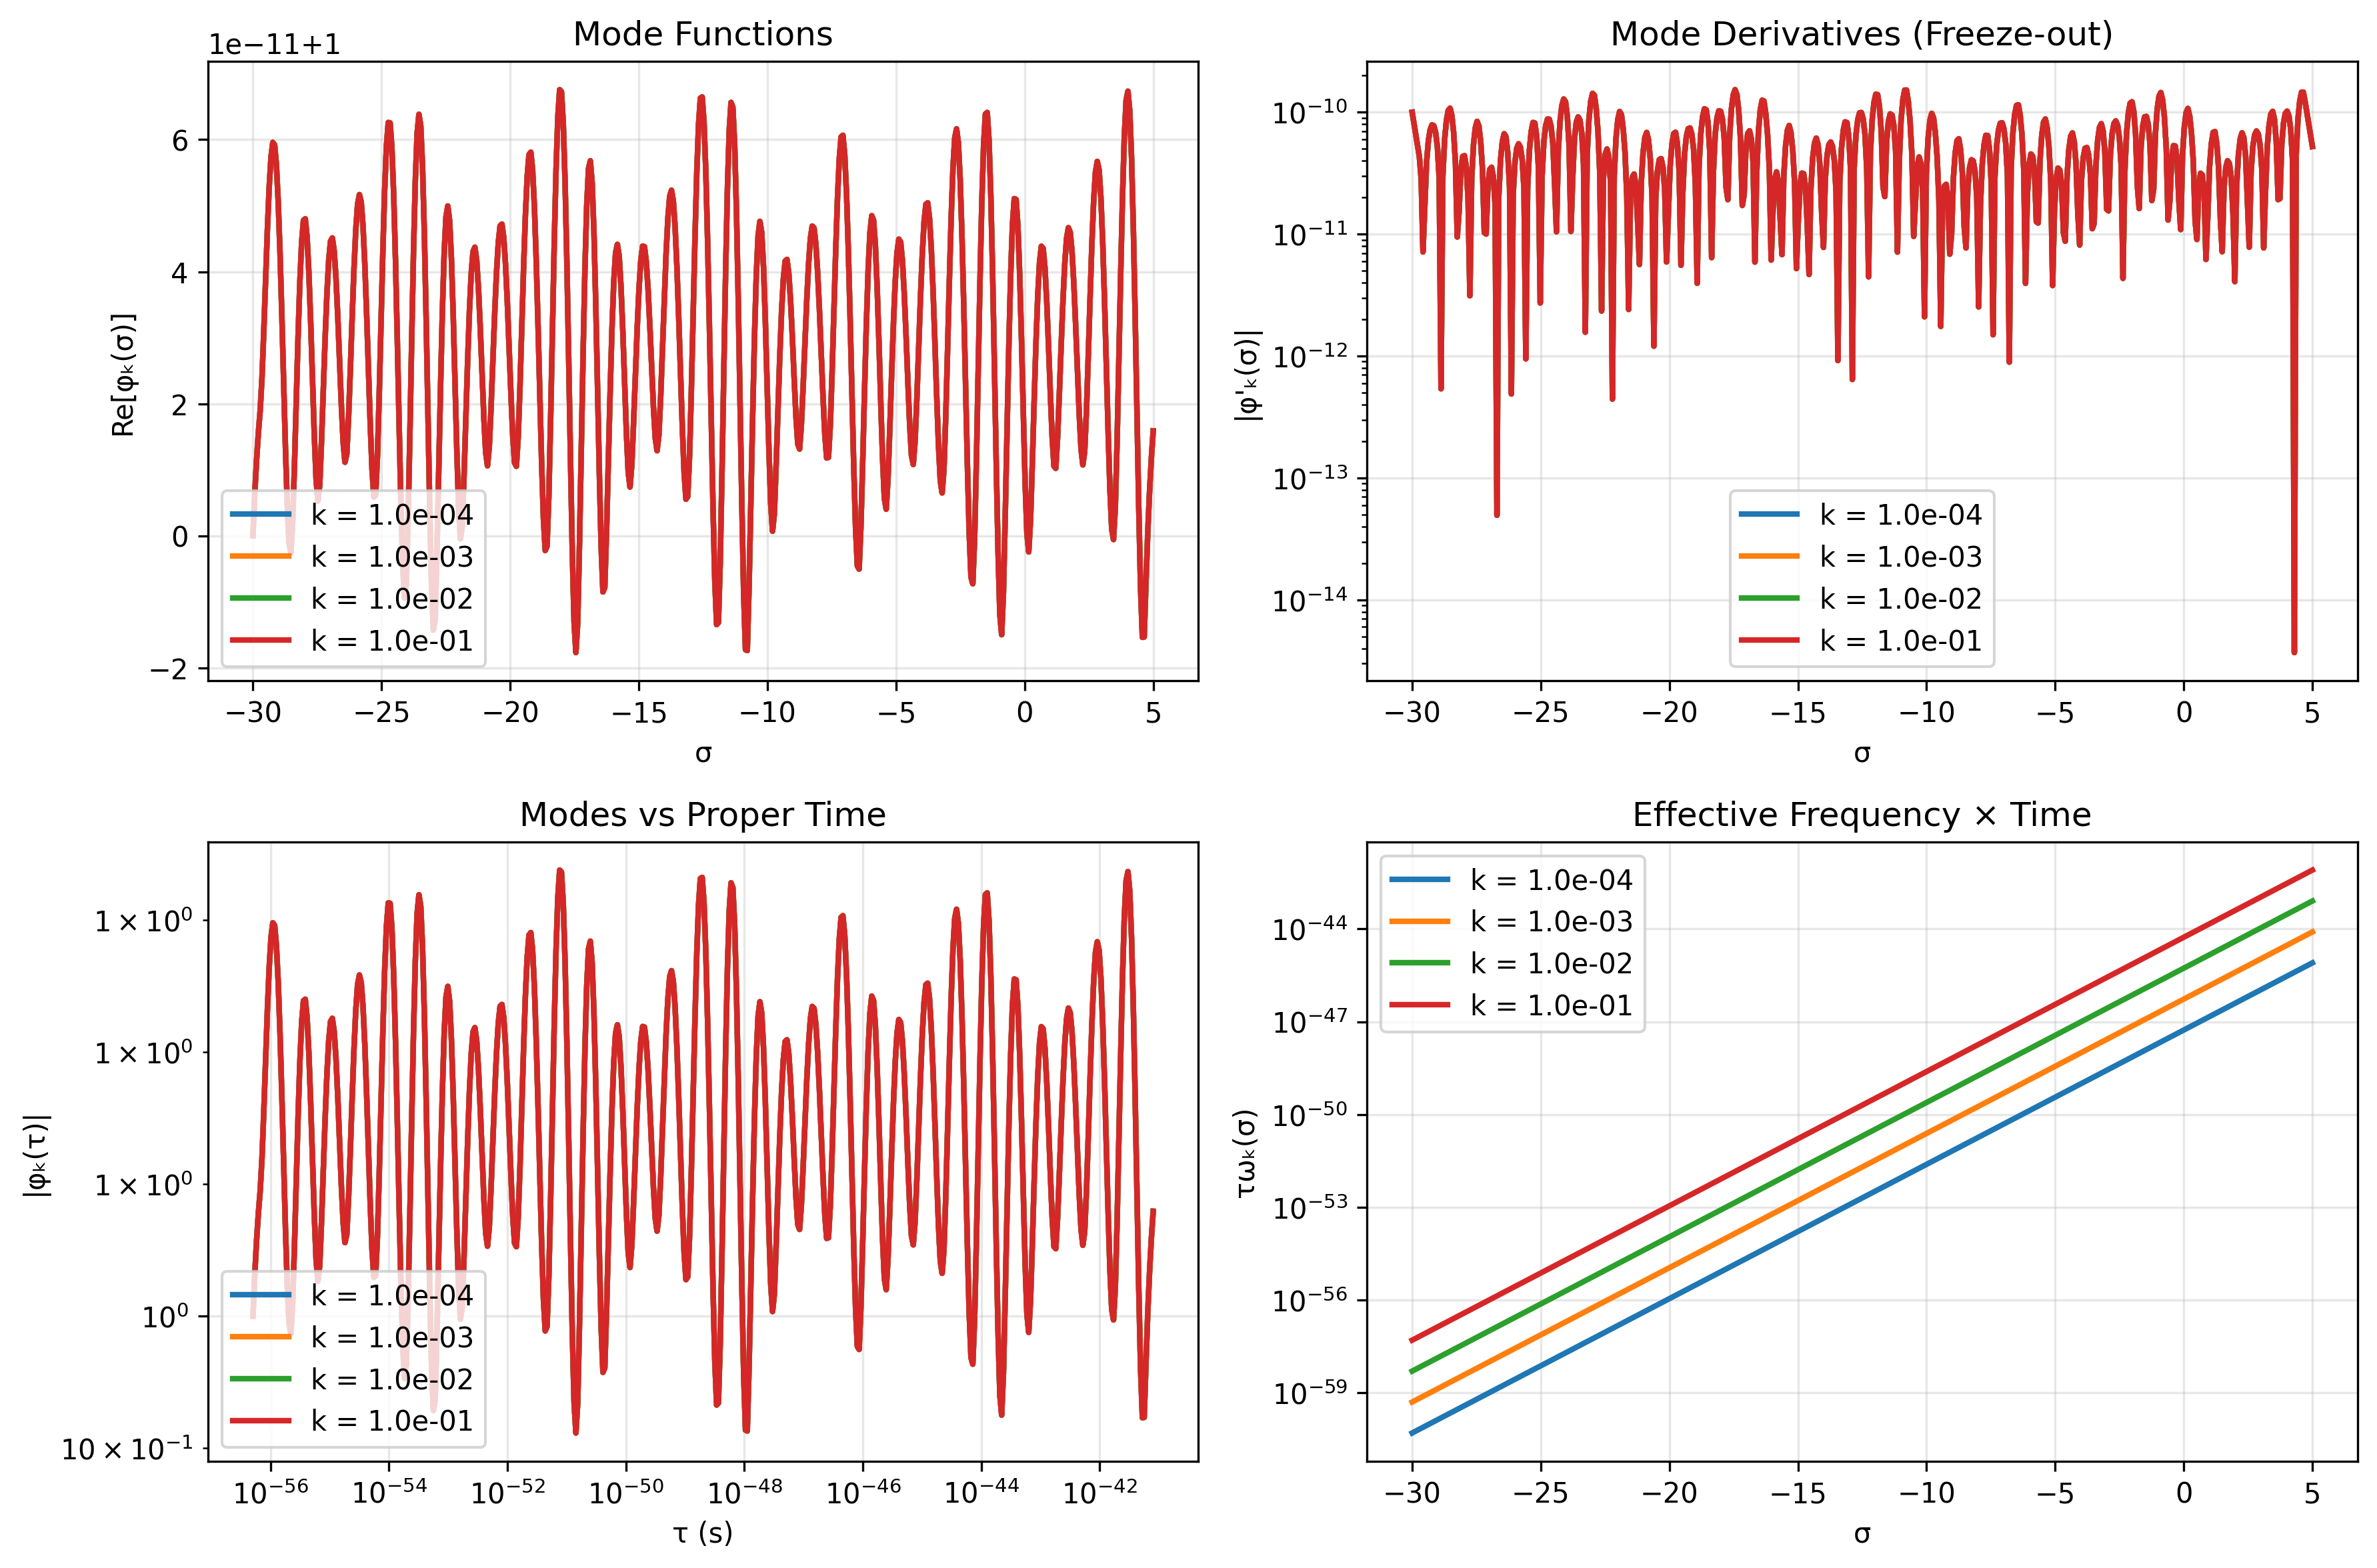 Mode Functions
1e−11+1
6
4
2
0
−2
Re[φₖ(σ)]
k = 1.0e-04
k = 1.0e-03
k = 1.0e-02
k = 1.0e-01
−30 −25 −20 −15 −10 −5 0 5
σ
Mode Derivatives (Freeze-out)
10⁻¹⁰
10⁻¹¹
10⁻¹²
10⁻¹³
10⁻¹⁴
|φ'ₖ(σ)|
k = 1.0e-04
k = 1.0e-03
k = 1.0e-02
k = 1.0e-01
−30 −25 −20 −15 −10 −5 0 5
σ
Modes vs Proper Time
1 × 10⁰
1 × 10⁰
1 × 10⁰
10⁰
10 × 10⁻¹
|φₖ(τ)|
k = 1.0e-04
k = 1.0e-03
k = 1.0e-02
k = 1.0e-01
10⁻⁵⁶ 10⁻⁵⁴ 10⁻⁵² 10⁻⁵⁰ 10⁻⁴⁸ 10⁻⁴⁶ 10⁻⁴⁴ 10⁻⁴²
τ (s)
Effective Frequency × Time
10⁻⁴⁴
10⁻⁴⁷
10⁻⁵⁰
10⁻⁵³
10⁻⁵⁶
10⁻⁵⁹
τωₖ(σ)
k = 1.0e-04
k = 1.0e-03
k = 1.0e-02
k = 1.0e-01
−30 −25 −20 −15 −10 −5 0 5
σ